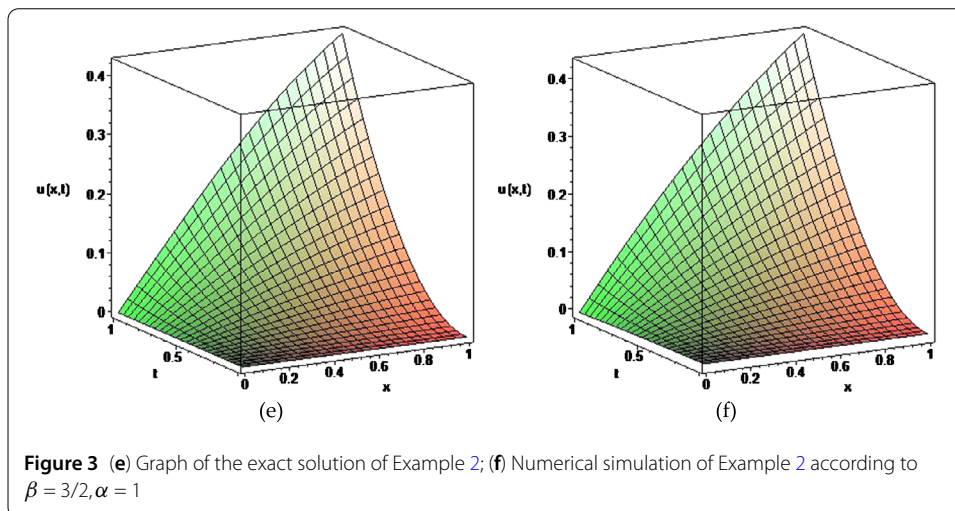 0.4
0.3
u(x,t)
0.2
0.1
0
1
0.5
t
0
0.2
0.4
0.6
x
0.8
1
(e)
0.4
0.3
u(x,t)
0.2
0.1
0
1
0.5
t
0
0.2
0.4
0.6
x
0.8
1
(f)
Figure 3 (e) Graph of the exact solution of Example 2; (f) Numerical simulation of Example 2 according to
β = 3/2, α = 1